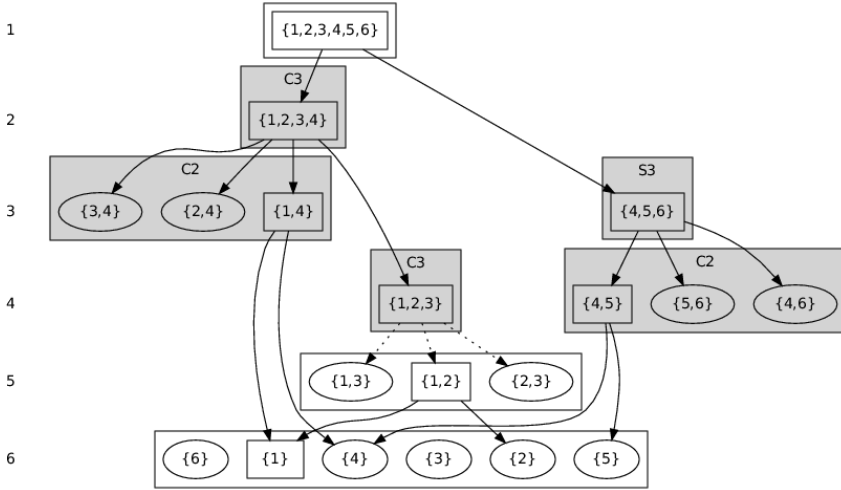 1 {1,2,3,4,5,6}
C3
2 {1,2,3,4}
C2 S3
3 {3,4} {2,4} {1,4} {4,5,6}
C3 C2
4 {1,2,3} {4,5} {5,6} {4,6}
5 {1,3} {1,2} {2,3}
6 {6} {1} {4} {3} {2} {5}